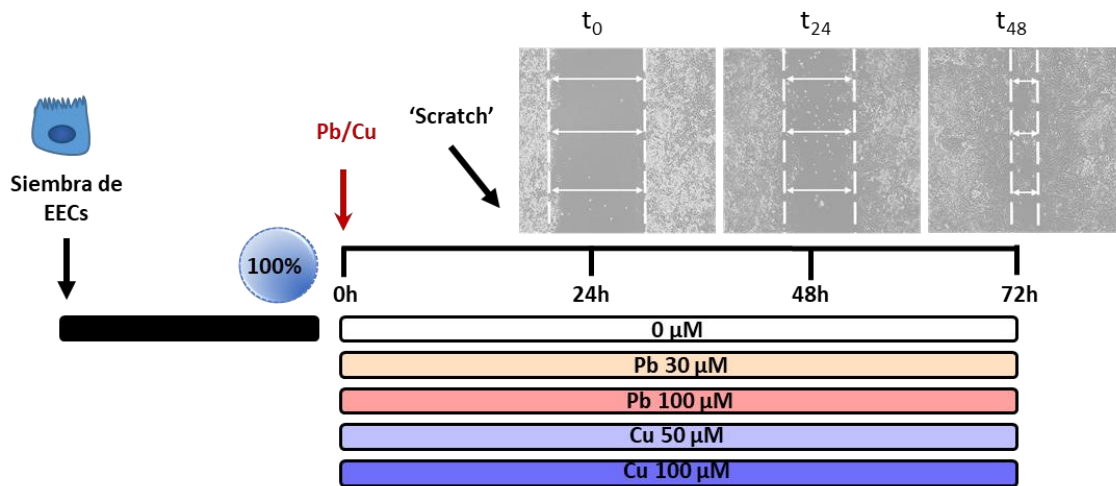 t0
t24
t48
'Scratch'
Pb/Cu
Siembra de
EECs
100%
0h
24h
48h
72h
0 µM
Pb 30 µM
Pb 100 µM
Cu 50 µM
Cu 100 µM